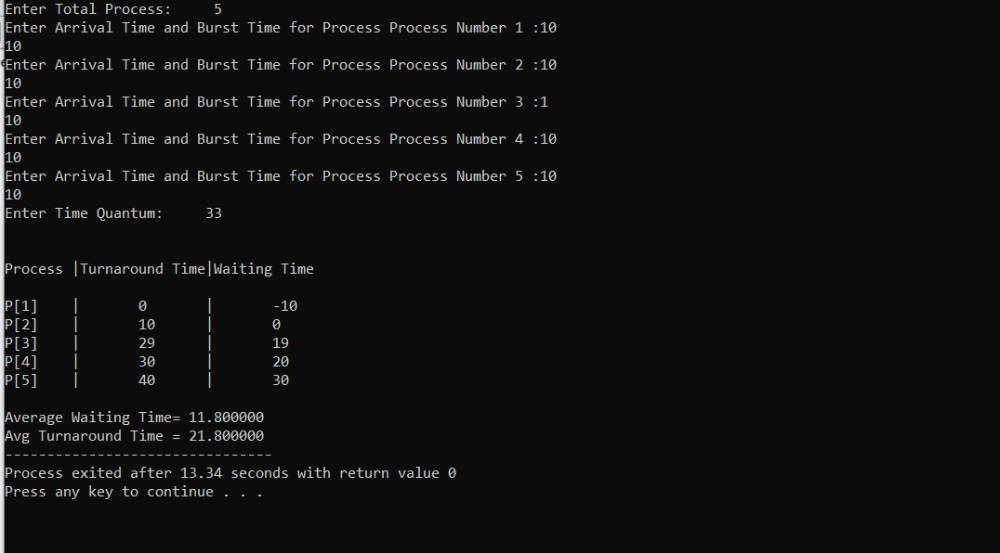 Enter Total Process:     5
Enter Arrival Time and Burst Time for Process Process Number 1 :10
10
Enter Arrival Time and Burst Time for Process Process Number 2 :10
10
Enter Arrival Time and Burst Time for Process Process Number 3 :1
10
Enter Arrival Time and Burst Time for Process Process Number 4 :10
10
Enter Arrival Time and Burst Time for Process Process Number 5 :10
10
Enter Time Quantum:     33
Process |Turnaround Time|Waiting Time
P[1]    |       0       |       -10
P[2]    |       10      |       0
P[3]    |       29      |       19
P[4]    |       30      |       20
P[5]    |       40      |       30
Average Waiting Time= 11.800000
Avg Turnaround Time = 21.800000
--------------------------------
Process exited after 13.34 seconds with return value 0
Press any key to continue . . .